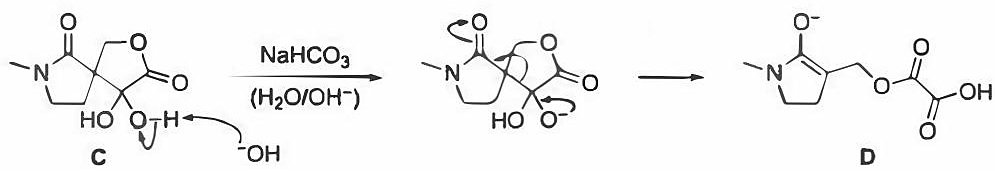 O O O⁻
O O
NaHCO₃ O
N O N O N O
(H₂O/OH⁻) O OH
HO O–H HO O⁻ O
⁻OH
C D